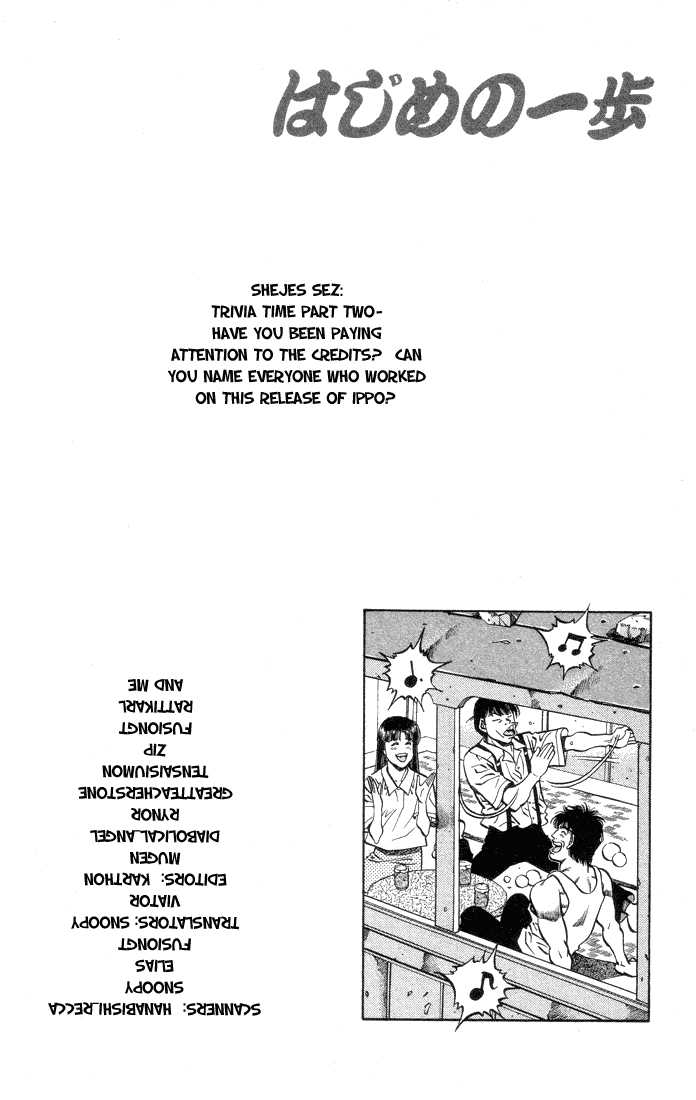 はじめの一歩
SHEJES SEZ:
TRIVIA TIME PART TWO-
HAVE YOU BEEN PAYING
ATTENTION TO THE CREDITS? CAN
YOU NAME EVERYONE WHO WORKED
ON THIS RELEASE OF IPPO?
SCANNERS: HANABISHI_RECCA
SNOOPY
ELIAS
FUSIONGT
TRANSLATORS: SNOOPY
VIATOR
EDITORS: KARTHON
MUGEN
DIABOLICAL_ANGEL
RYNOR
GREATTEACHERSTONE
TENSAISIUMON
ZIP
FUSIONGT
RATTIKARL
AND ME